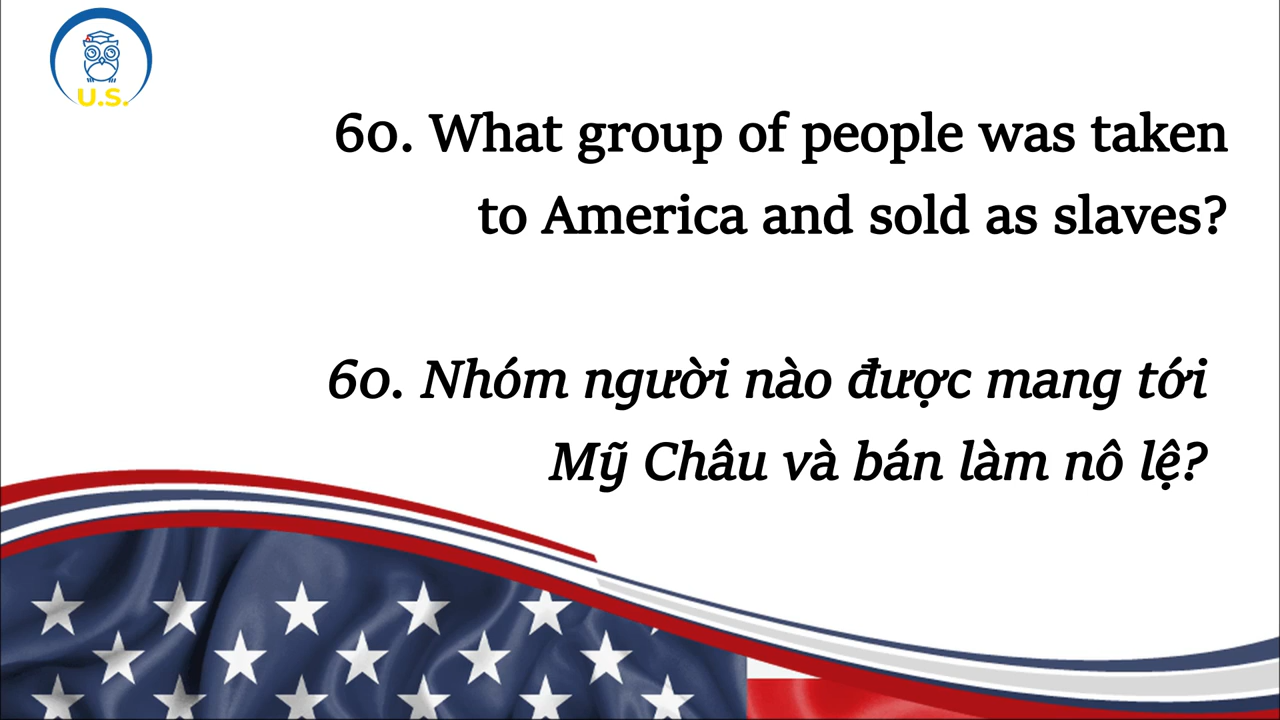 U.S.
60. What group of people was taken
to America and sold as slaves?
60. Nhóm người nào được mang tới
Mỹ Châu và bán làm nô lệ?